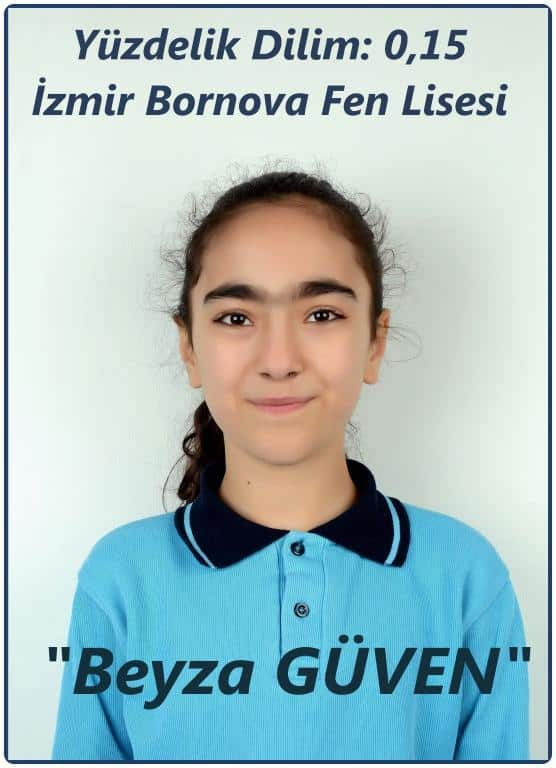 Yüzdelik Dilim: 0,15
İzmir Bornova Fen Lisesi
"Beyza GÜVEN"